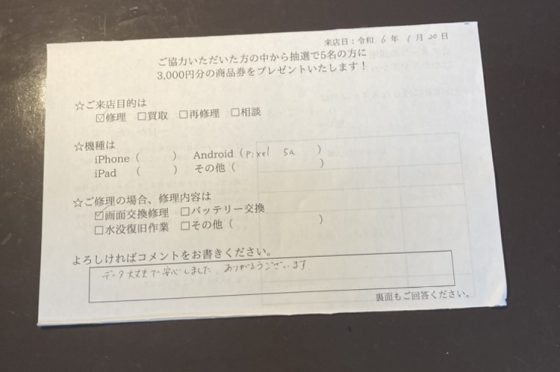 来店日：令和 6 年 1 月 20 日
ご協力いただいた方の中から抽選で5名の方に
3,000円分の商品券をプレゼントいたします！
☆ご来店目的は
☑修理 □買取 □再修理 □相談
☆機種は
iPhone（　　　） Android（Pixel 5a　　）
iPad（　　　） その他（　　　　　　　）
☆ご修理の場合、修理内容は
☑画面交換修理 □バッテリー交換
□水没復旧作業 □その他（　　　　　　　）
よろしければコメントをお書きください。
データ大丈夫で安心しました。ありがとうございます
裏面もご回答ください。